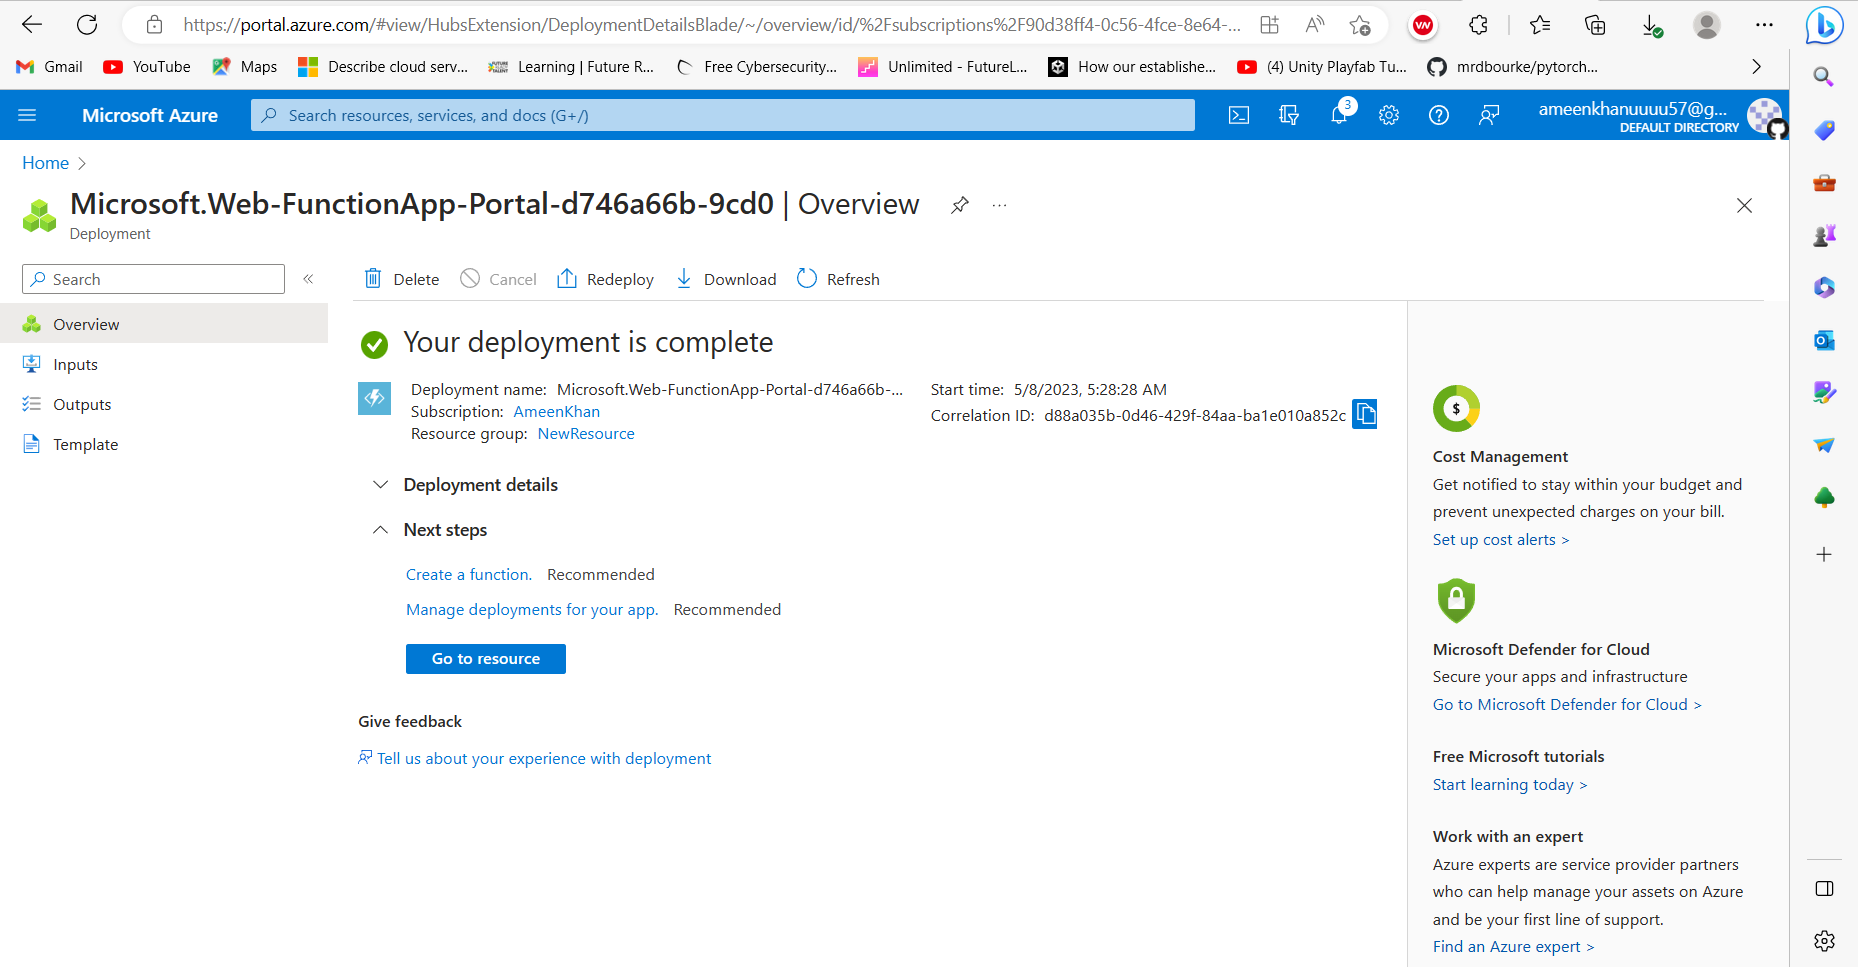 https://portal.azure.com/#view/HubsExtension/DeploymentDetailsBlade/~/overview/id/%2Fsubscriptions%2F90d38ff4-0c56-4fce-8e64-...
Gmail YouTube Maps Describe cloud serv... Learning | Future R... Free Cybersecurity... Unlimited - FutureL... How our establishe... (4) Unity Playfab Tu... mrdbourke/pytorch...
Microsoft Azure
Search resources, services, and docs (G+/)
3
ameenkhanuuuu57@g...
DEFAULT DIRECTORY
Home
Microsoft.Web-FunctionApp-Portal-d746a66b-9cd0 | Overview
Deployment
Search
Overview
Inputs
Outputs
Template
Delete Cancel Redeploy Download Refresh
Your deployment is complete
Deployment name: Microsoft.Web-FunctionApp-Portal-d746a66b-...
Subscription: AmeenKhan
Resource group: NewResource
Start time: 5/8/2023, 5:28:28 AM
Correlation ID: d88a035b-0d46-429f-84aa-ba1e010a852c
Deployment details
Next steps
Create a function. Recommended
Manage deployments for your app. Recommended
Go to resource
Give feedback
Tell us about your experience with deployment
$
Cost Management
Get notified to stay within your budget and
prevent unexpected charges on your bill.
Set up cost alerts >
Microsoft Defender for Cloud
Secure your apps and infrastructure
Go to Microsoft Defender for Cloud >
Free Microsoft tutorials
Start learning today >
Work with an expert
Azure experts are service provider partners
who can help manage your assets on Azure
and be your first line of support.
Find an Azure expert >